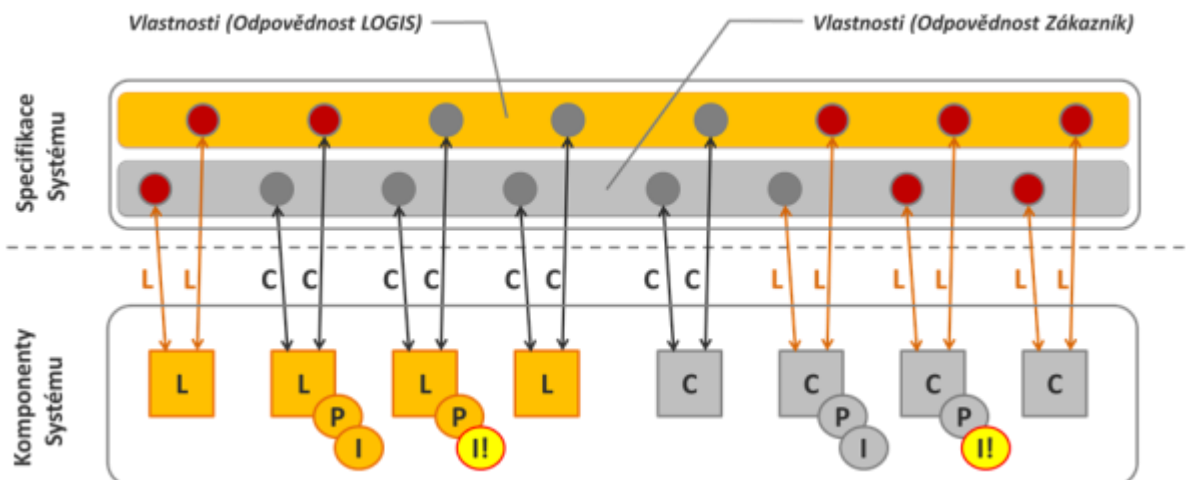 Vlastnosti (Odpovědnost LOGIS)
Vlastnosti (Odpovědnost Zákazník)
Specifikace
Systému
L L C C C C C C C C L L L L L L
Komponenty
Systému
L L L L C C C C
P P P P
I I! I I!